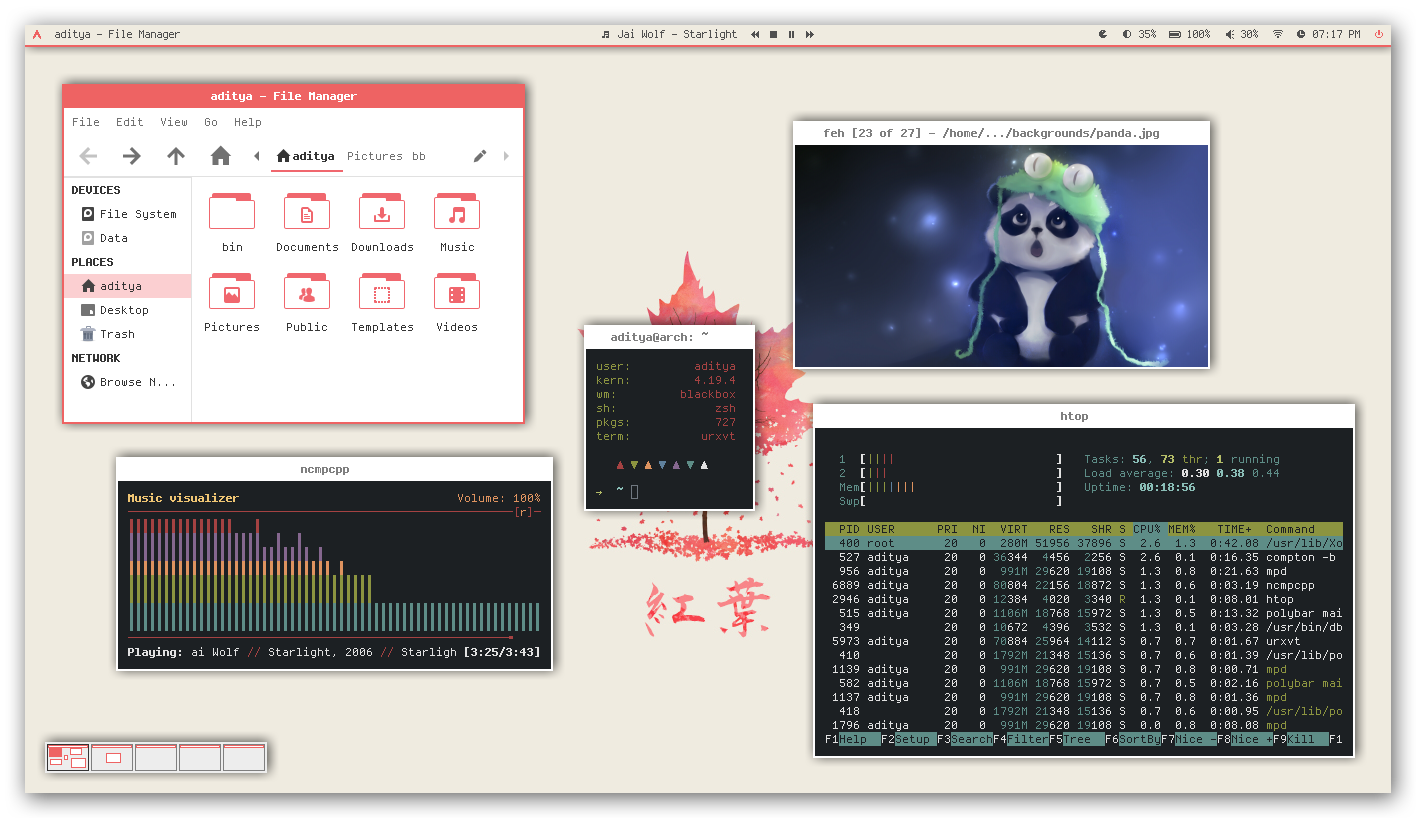 aditya - File Manager
Jai Wolf - Starlight
35% 100% 30% 07:17 PM
aditya - File Manager
File Edit View Go Help
aditya Pictures bb
DEVICES
File System
Data
PLACES
aditya
Desktop
Trash
NETWORK
Browse N...
bin Documents Downloads Music
Pictures Public Templates Videos
feh [23 of 27] - /home/.../backgrounds/panda.jpg
aditya@arch: ~
user: aditya
kern: 4.19.4
wm: blackbox
sh: zsh
pkgs: 727
term: urxvt
→ ~
紅葉
ncmpcpp
Music visualizer Volume: 100%
[r]
Playing: ai Wolf // Starlight, 2006 // Starligh [3:25/3:43]
htop
1 [|||| ] Tasks: 56, 73 thr; 1 running
2 [||| ] Load average: 0.30 0.38 0.44
Mem[||||||| ] Uptime: 00:18:56
Swp[ ]
PID USER PRI NI VIRT RES SHR S CPU% MEM% TIME+ Command
400 root 20 0 280M 51956 37896 S 2.6 1.3 0:42.08 /usr/lib/Xo
527 aditya 20 0 36344 4456 2256 S 2.6 0.1 0:16.35 compton -b
956 aditya 20 0 991M 29620 19108 S 1.3 0.8 0:21.63 mpd
6889 aditya 20 0 80804 22156 18872 S 1.3 0.6 0:03.19 ncmpcpp
2946 aditya 20 0 12384 4020 3340 R 1.3 0.1 0:08.01 htop
515 aditya 20 0 1106M 18768 15972 S 1.3 0.5 0:13.32 polybar mai
349 20 0 10672 4396 3532 S 1.3 0.1 0:03.28 /usr/bin/db
5973 aditya 20 0 70884 25964 14112 S 0.7 0.7 0:01.67 urxvt
410 20 0 1792M 21348 15136 S 0.7 0.6 0:01.39 /usr/lib/po
1139 aditya 20 0 991M 29620 19108 S 0.7 0.8 0:00.71 mpd
582 aditya 20 0 1106M 18768 15972 S 0.7 0.5 0:02.16 polybar mai
1137 aditya 20 0 991M 29620 19108 S 0.7 0.8 0:01.36 mpd
418 20 0 1792M 21348 15136 S 0.7 0.6 0:00.95 /usr/lib/po
1796 aditya 20 0 991M 29620 19108 S 0.0 0.8 0:08.08 mpd
F1Help F2Setup F3SearchF4FilterF5Tree F6SortByF7Nice -F8Nice +F9Kill F1